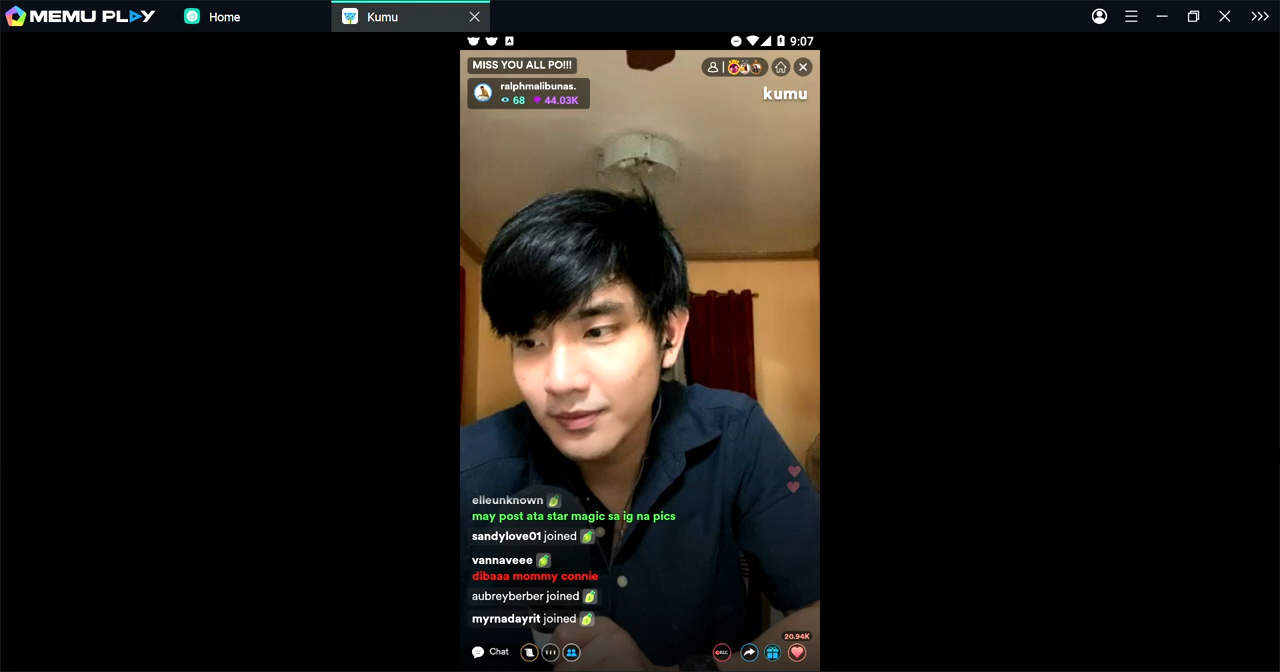 MEMU PLAY
Home
Kumu
9:07
MISS YOU ALL PO!!!
ralphmalibunas.
68 44.03K
kumu
elleunknown
may post ata star magic sa ig na pics
sandylove01 joined
vannaveee
dibaaa mommy connie
aubreyberber joined
myrnadayrit joined
20.94K
Chat